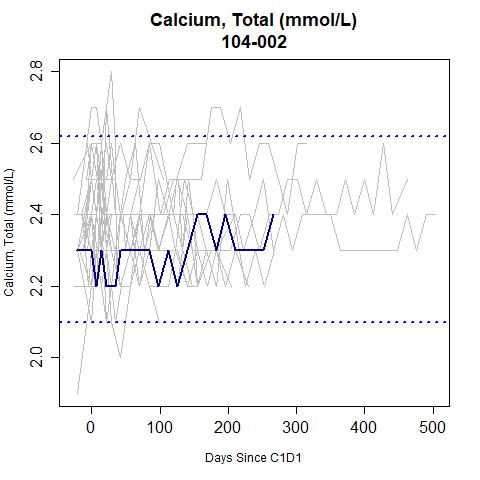 Calcium, Total (mmol/L)
104-002
Calcium, Total (mmol/L)
2.8
2.6
2.4
2.2
2.0
0 100 200 300 400 500
Days Since C1D1